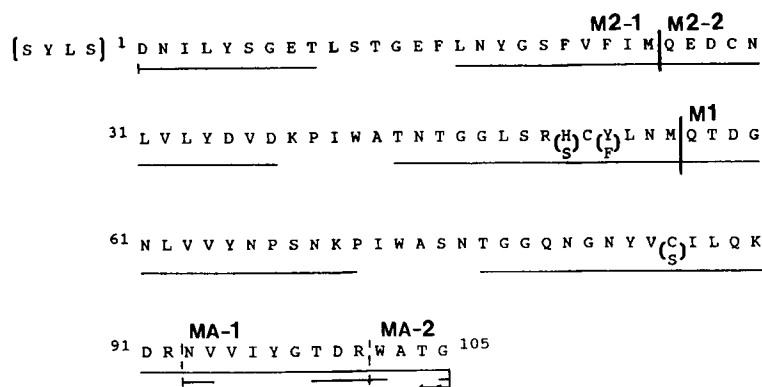 M2-1 M2-2
[S Y L S] 1 D N I L Y S G E T L S T G E F L N Y G S F V F I M Q E D C N
M1
31 L V L Y D V D K P I W A T N T G G L S R (H) C (Y) L N M Q T D G
S F
61 N L V V Y N P S N K P I W A S N T G G Q N G N Y V (C) I L Q K
S
MA-1 MA-2
91 D R N V V I Y G T D R W A T G 105